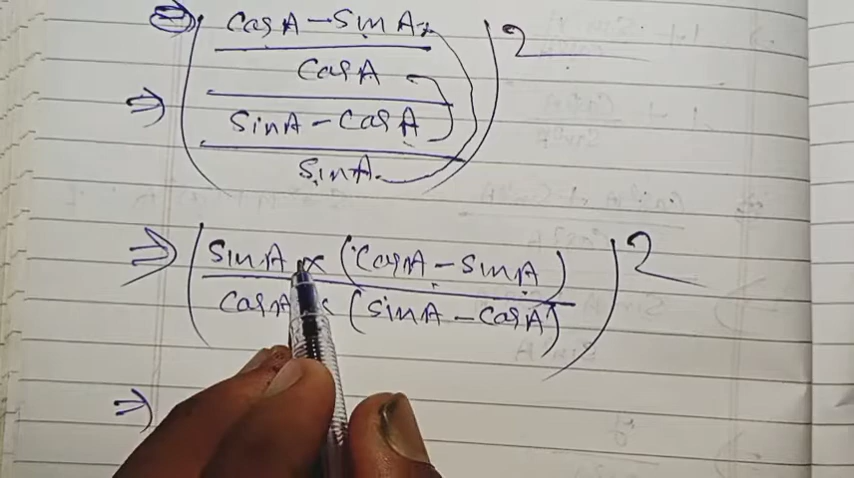 ⇒ ( CosA - SinA
CosA
⇒ SinA - CosA
SinA ) 2
⇒ ( SinA × (CosA - SinA)
CosA × (SinA - CosA) ) 2
⇒